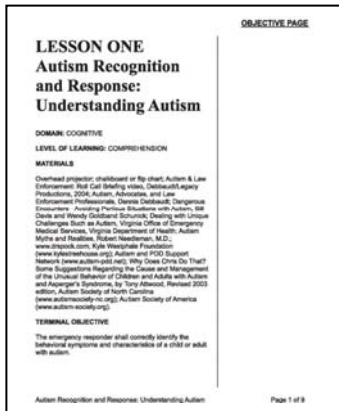 OBJECTIVE PAGE
LESSON ONE
Autism Recognition
and Response:
Understanding Autism
DOMAIN: COGNITIVE
LEVEL OF LEARNING: COMPREHENSION
MATERIALS
Overhead projector; chalkboard or flip chart; Autism & Law
Enforcement: Roll Call Briefing video, Debbaudt/Legacy
Productions, 2004; Autism, Advocates, and Law
Enforcement Professionals, Dennis Debbaudt; Dangerous
Encounters - Avoiding Perilous Situations with Autism, Bill
Davis and Wendy Goldband Schunick; Dealing with Unique
Challenges Such as Autism, Virginia Office of Emergency
Medical Services, Virginia Department of Health; Autism
Myths and Realities, Robert Needleman, M.D.;
www.drspock.com, Kyle Westphale Foundation
(www.kylestreehouse.org); Autism and PDD Support
Network (www.autism-pdd.net); Why Does Chris Do That?
Some Suggestions Regarding the Cause and Management
of the Unusual Behavior of Children and Adults with Autism
and Asperger's Syndrome, by Tony Attwood, Revised 2003
edition, Autism Society of North Carolina
(www.autismsociety-nc.org); Autism Society of America
(www.autism-society.org).
TERMINAL OBJECTIVE
The emergency responder shall correctly identify the
behavioral symptoms and characteristics of a child or adult
with autism.
Autism Recognition and Response: Understanding Autism Page 1 of 9